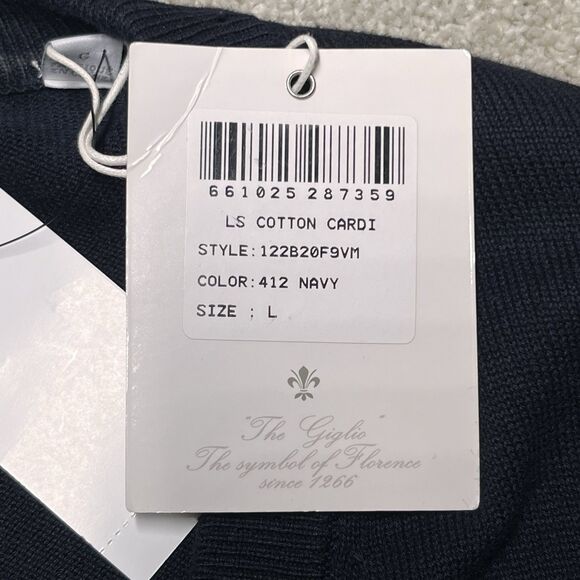 661025 287359
LS COTTON CARDI
STYLE:122B20F9VM
COLOR:412 NAVY
SIZE : L
"The Giglio"
The symbol of Florence
since 1266